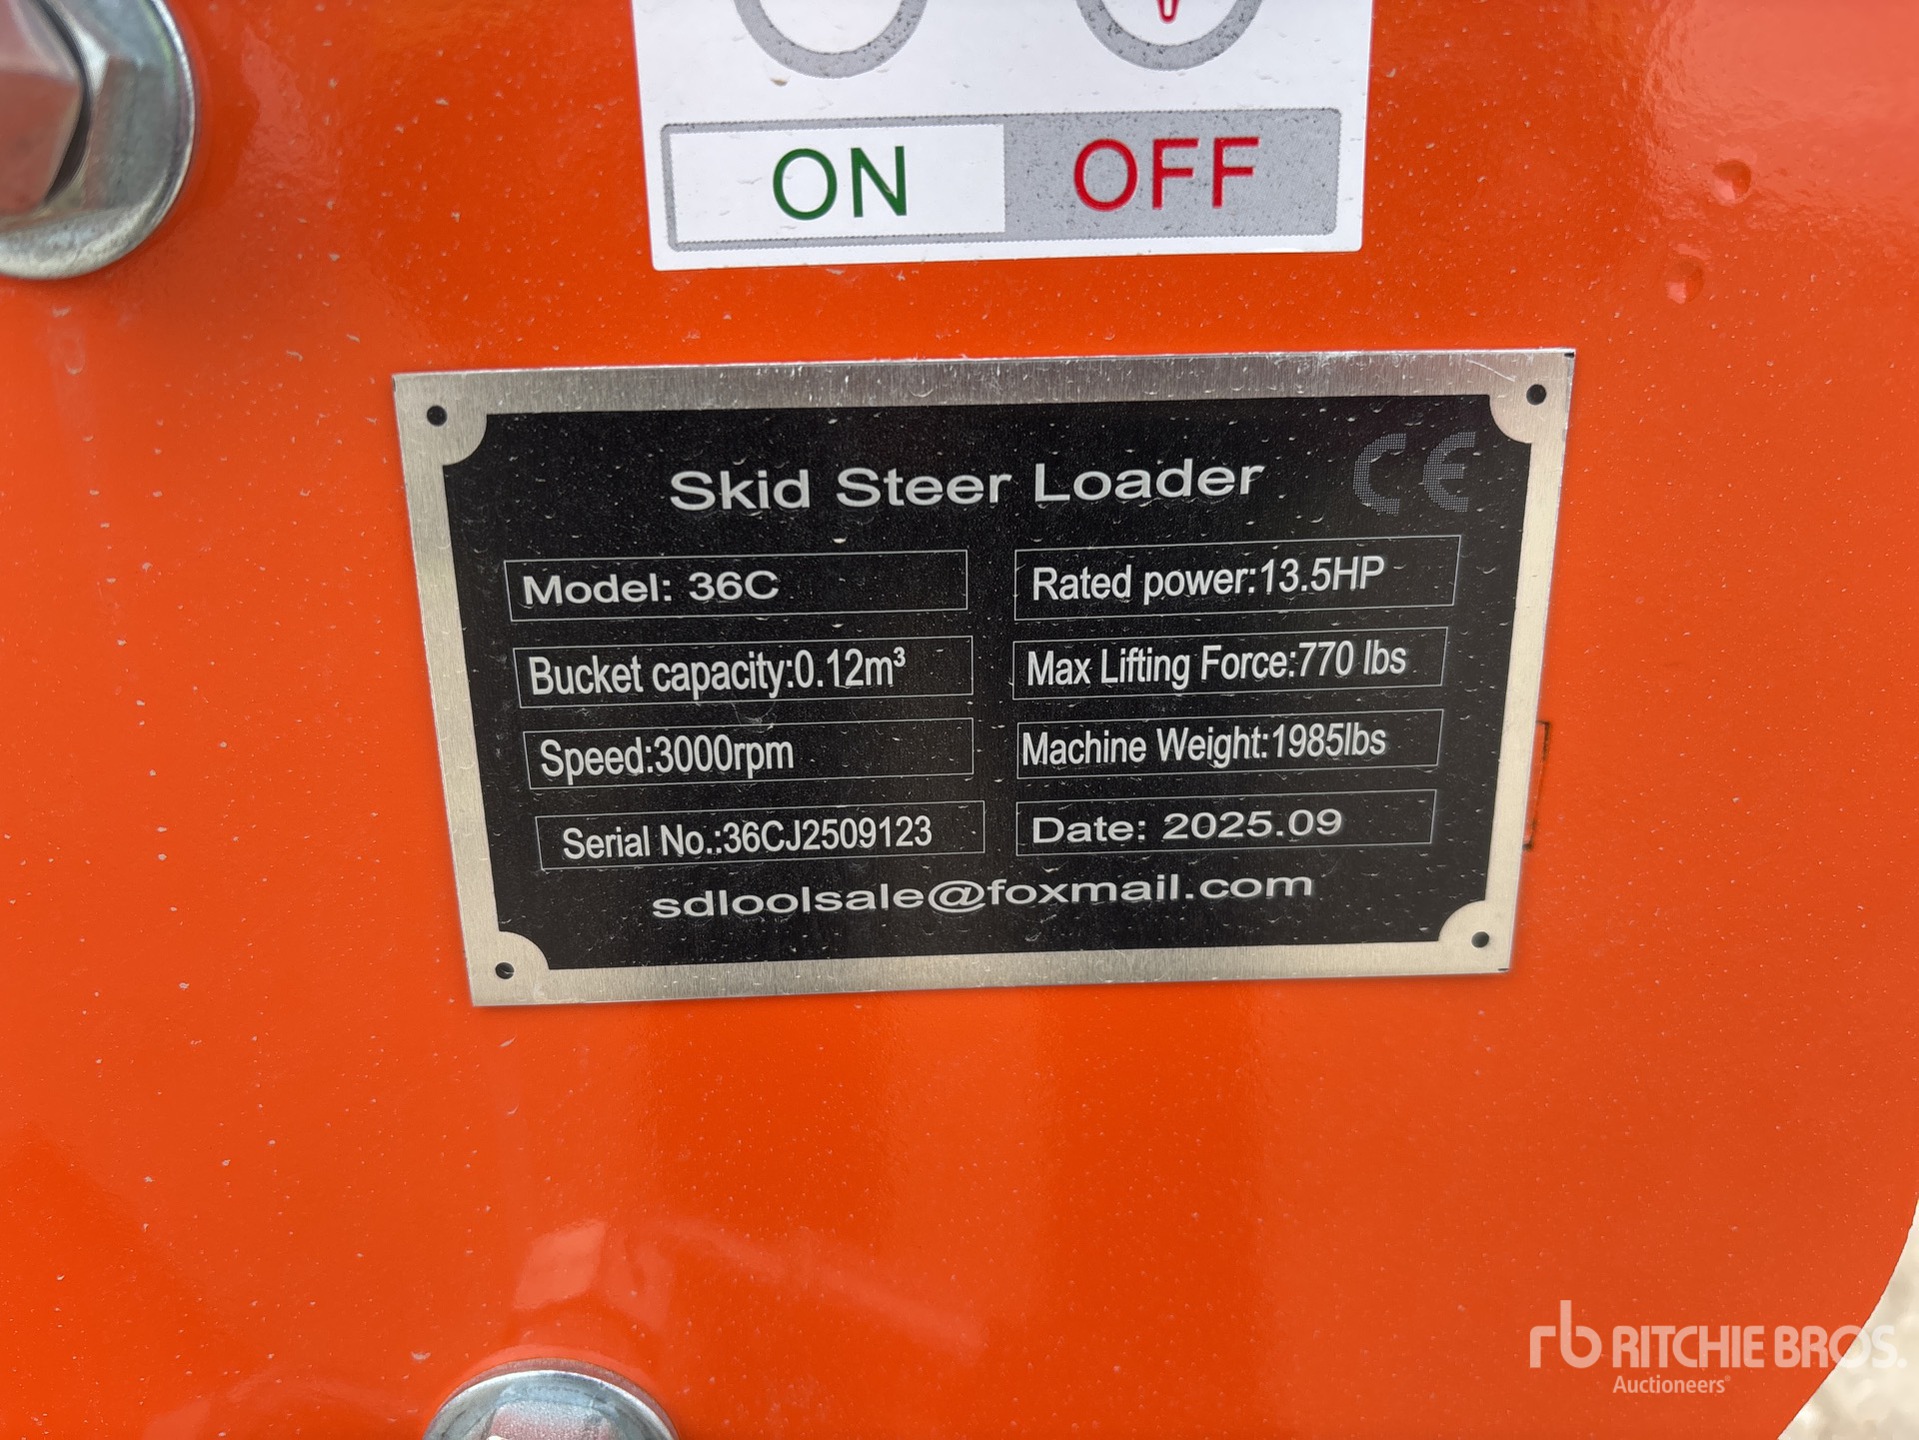 ON OFF
Skid Steer Loader CE
Model: 36C
Rated power:13.5HP
Bucket capacity:0.12m³
Max Lifting Force:770 lbs
Speed:3000rpm
Machine Weight:1985lbs
Serial No.:36CJ2509123
Date: 2025.09
sdloolsale@foxmail.com
rb RITCHIE BROS.
Auctioneers®